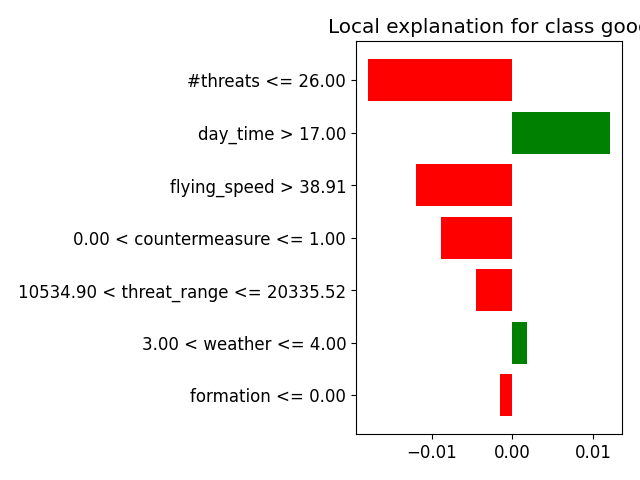 Local explanation for class goo
#threats <= 26.00
day_time > 17.00
flying_speed > 38.91
0.00 < countermeasure <= 1.00
10534.90 < threat_range <= 20335.52
3.00 < weather <= 4.00
formation <= 0.00
−0.01 0.00 0.01